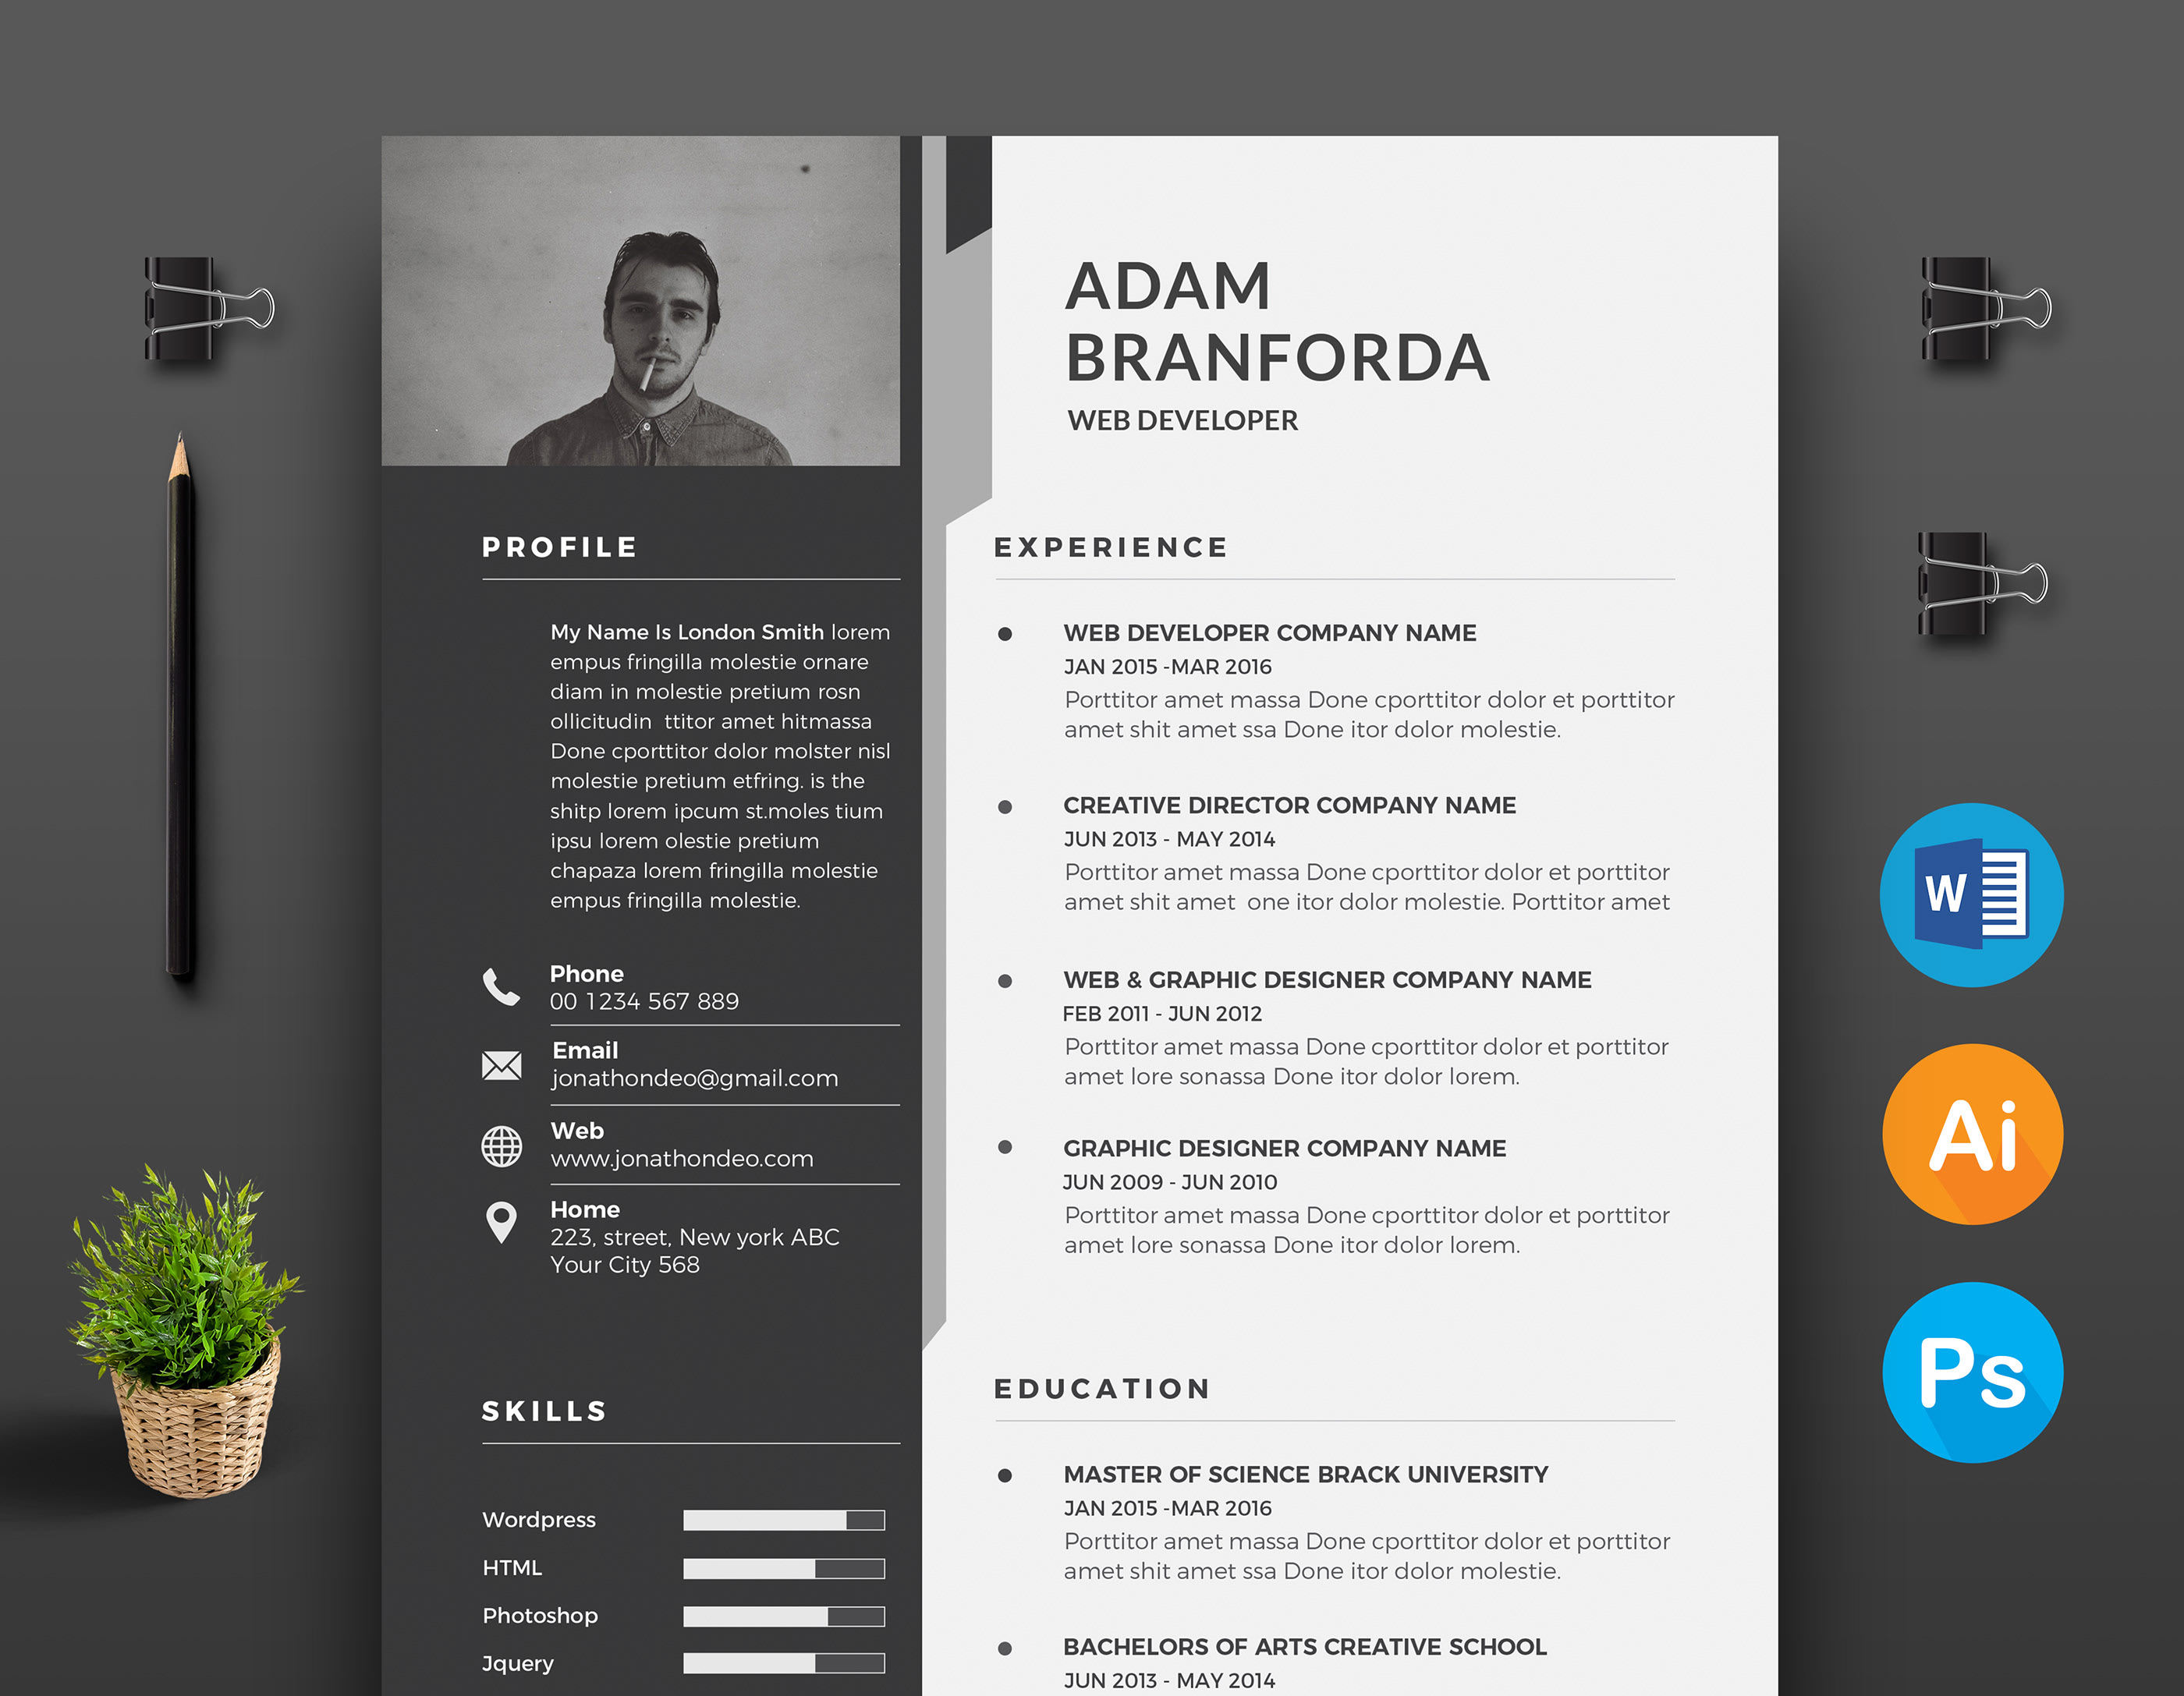 ADAM
BRANFORDA
WEB DEVELOPER
PROFILE
My Name Is London Smith lorem
empus fringilla molestie ornare
diam in molestie pretium rosn
ollicitudin  ttitor amet hitmassa
Done cporttitor dolor molster nisl
molestie pretium etfring. is the
shitp lorem ipcum st.moles tium
ipsu lorem olestie pretium
chapaza lorem fringilla molestie
empus fringilla molestie.
Phone
00 1234 567 889
Email
jonathondeo@gmail.com
Web
www.jonathondeo.com
Home
223, street, New york ABC
Your City 568
SKILLS
Wordpress
HTML
Photoshop
Jquery
EXPERIENCE
WEB DEVELOPER COMPANY NAME
JAN 2015 -MAR 2016
Porttitor amet massa Done cporttitor dolor et porttitor
amet shit amet ssa Done itor dolor molestie.
CREATIVE DIRECTOR COMPANY NAME
JUN 2013 - MAY 2014
Porttitor amet massa Done cporttitor dolor et porttitor
amet shit amet  one itor dolor molestie. Porttitor amet
WEB & GRAPHIC DESIGNER COMPANY NAME
FEB 2011 - JUN 2012
Porttitor amet massa Done cporttitor dolor et porttitor
amet lore sonassa Done itor dolor lorem.
GRAPHIC DESIGNER COMPANY NAME
JUN 2009 - JUN 2010
Porttitor amet massa Done cporttitor dolor et porttitor
amet lore sonassa Done itor dolor lorem.
EDUCATION
MASTER OF SCIENCE BRACK UNIVERSITY
JAN 2015 -MAR 2016
Porttitor amet massa Done cporttitor dolor et porttitor
amet shit amet ssa Done itor dolor molestie.
BACHELORS OF ARTS CREATIVE SCHOOL
JUN 2013 - MAY 2014
W
Ai
Ps